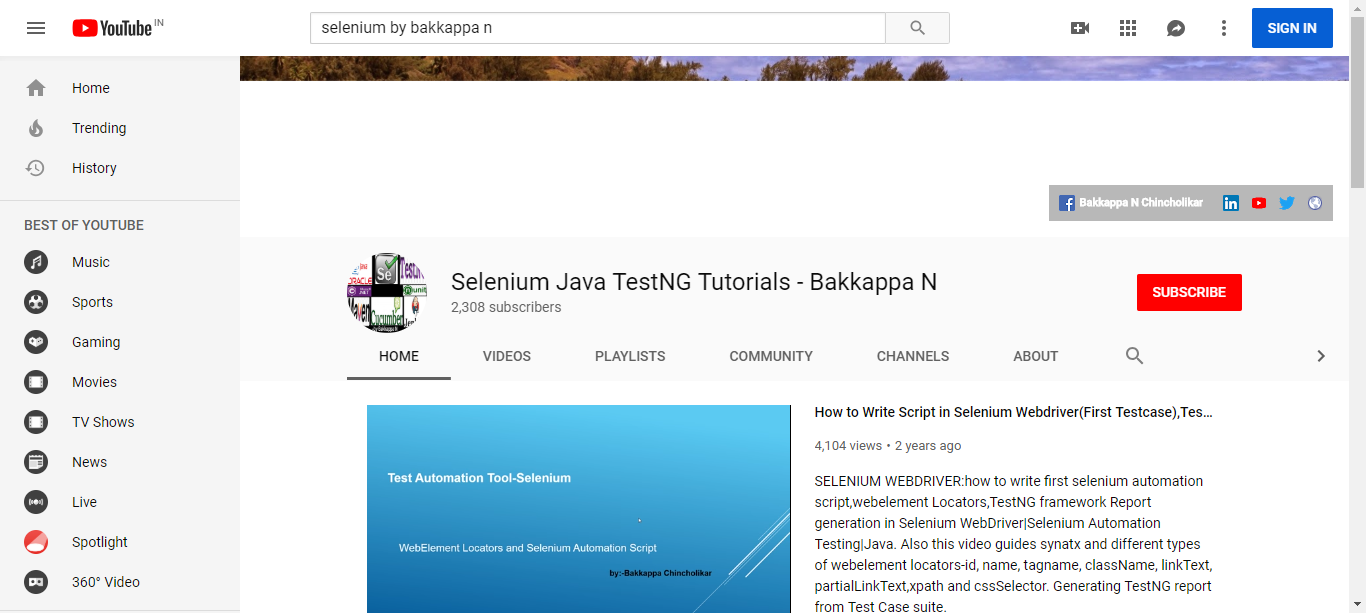 YouTube IN
selenium by bakkappa n
SIGN IN
Home
Trending
History
BEST OF YOUTUBE
Music
Sports
Gaming
Movies
TV Shows
News
Live
Spotlight
360° Video
Bakkappa N Chincholikar
Selenium Java TestNG Tutorials - Bakkappa N
2,308 subscribers
SUBSCRIBE
HOME VIDEOS PLAYLISTS COMMUNITY CHANNELS ABOUT
Test Automation Tool-Selenium
WebElement Locators and Selenium Automation Script
by:-Bakkappa Chincholikar
How to Write Script in Selenium Webdriver(First Testcase),Tes...
4,104 views • 2 years ago
SELENIUM WEBDRIVER:how to write first selenium automation
script,webelement Locators,TestNG framework Report
generation in Selenium WebDriver|Selenium Automation
Testing|Java. Also this video guides synatx and different types
of webelement locators-id, name, tagname, className, linkText,
partialLinkText,xpath and cssSelector. Generating TestNG report
from Test Case suite.